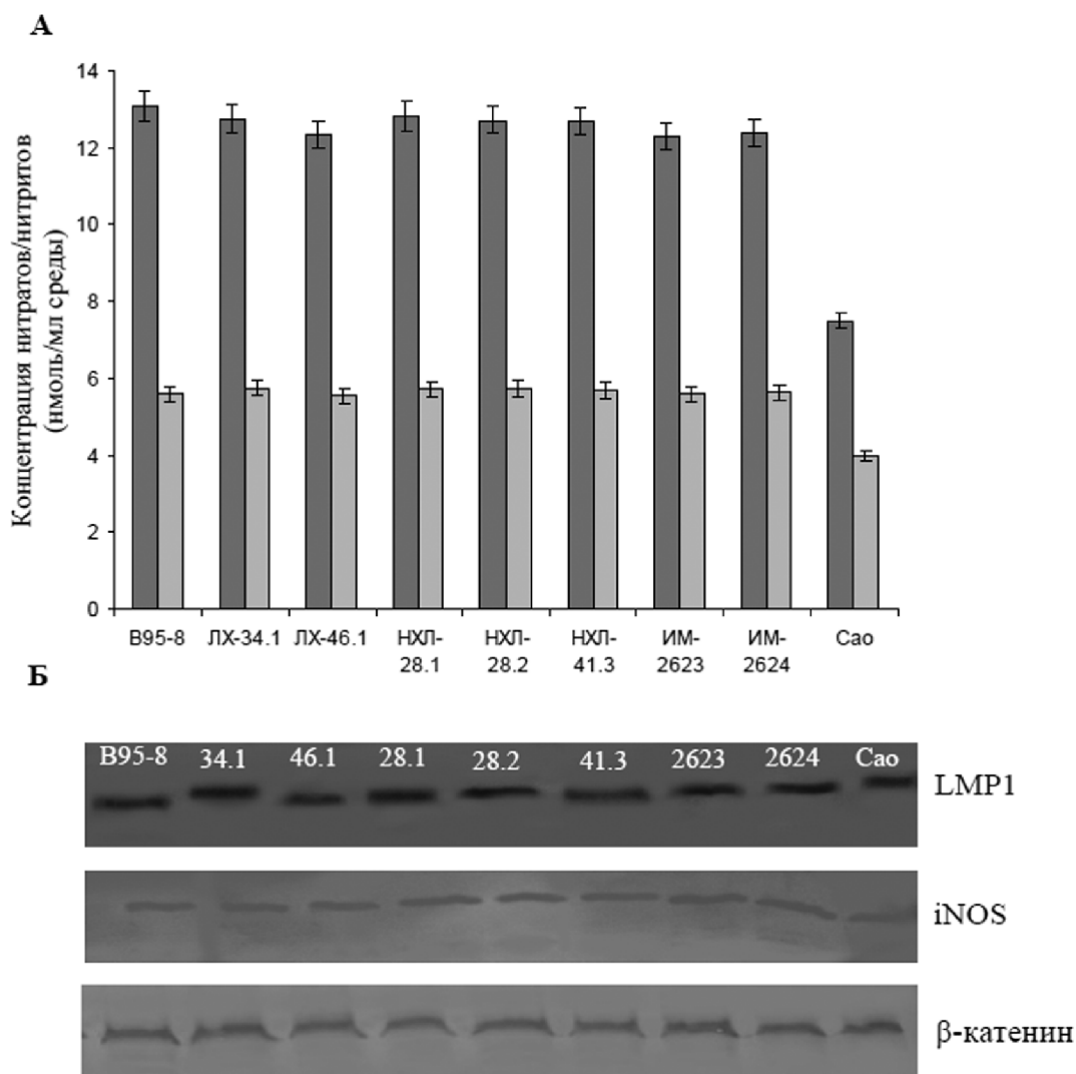 А
Концентрация нитратов/нитритов
(нмоль/мл среды)
14
12
10
8
6
4
2
0
B95-8 ЛХ-34.1 ЛХ-46.1 НХЛ-28.1 НХЛ-28.2 НХЛ-41.3 ИМ-2623 ИМ-2624 Cao
Б
B95-8 34.1 46.1 28.1 28.2 41.3 2623 2624 Cao
LMP1
iNOS
β-катенин